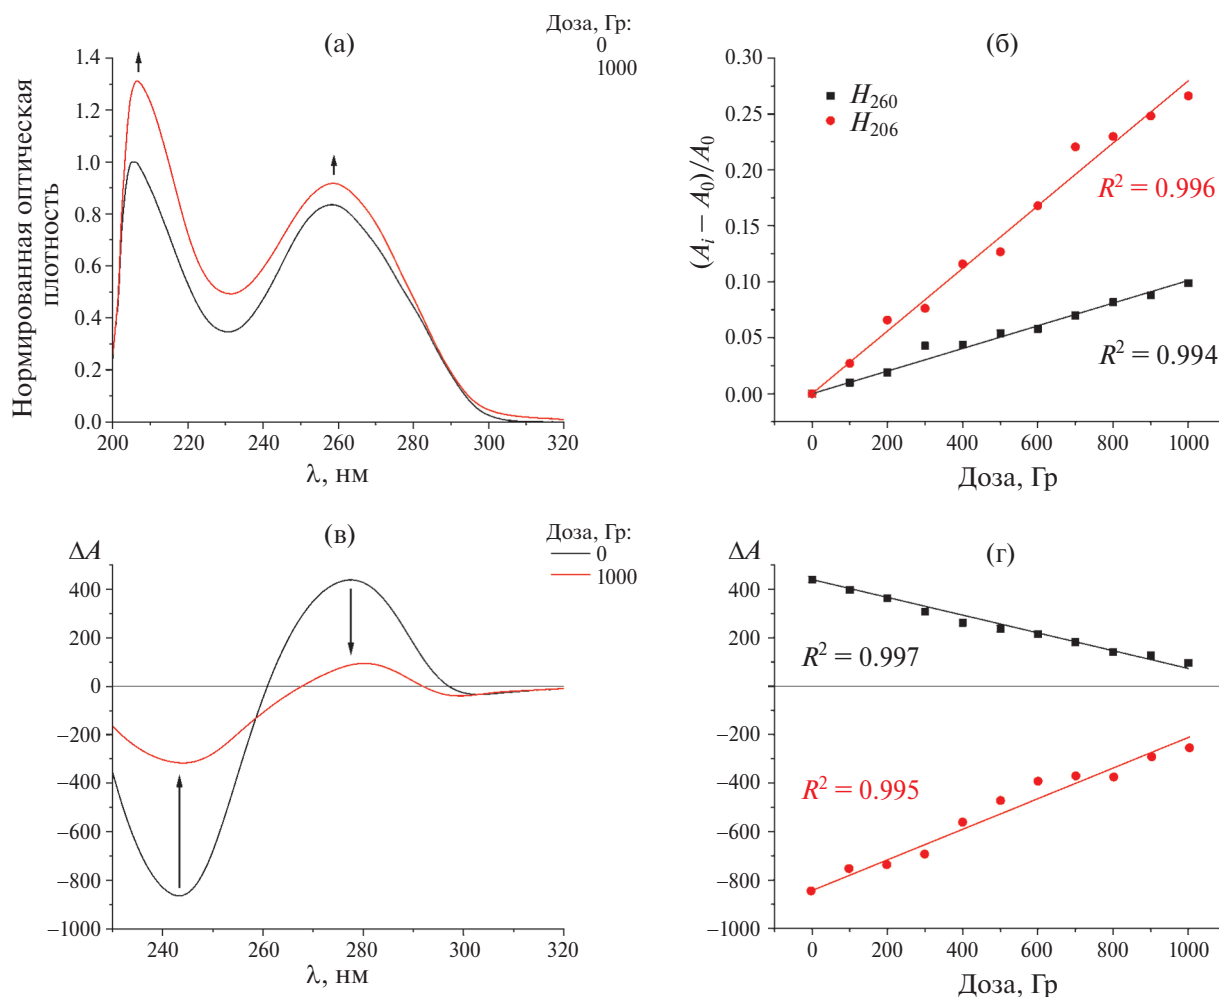 (а)
Доза, Гр:
0
1000
Нормированная оптическая
плотность
1.4
1.2
1.0
0.8
0.6
0.4
0.2
0.0
200 220 240 260 280 300 320
λ, нм
(б)
H260
H206
(Ai – A0)/A0
0.30
0.25
0.20
0.15
0.10
0.05
0.00
R² = 0.996
R² = 0.994
0 200 400 600 800 1000
Доза, Гр
(в)
Доза, Гр:
0
1000
ΔA
400
200
0
–200
–400
–600
–800
–1000
240 260 280 300 320
λ, нм
(г)
ΔA
400
200
0
–200
–400
–600
–800
–1000
R² = 0.997
R² = 0.995
0 200 400 600 800 1000
Доза, Гр